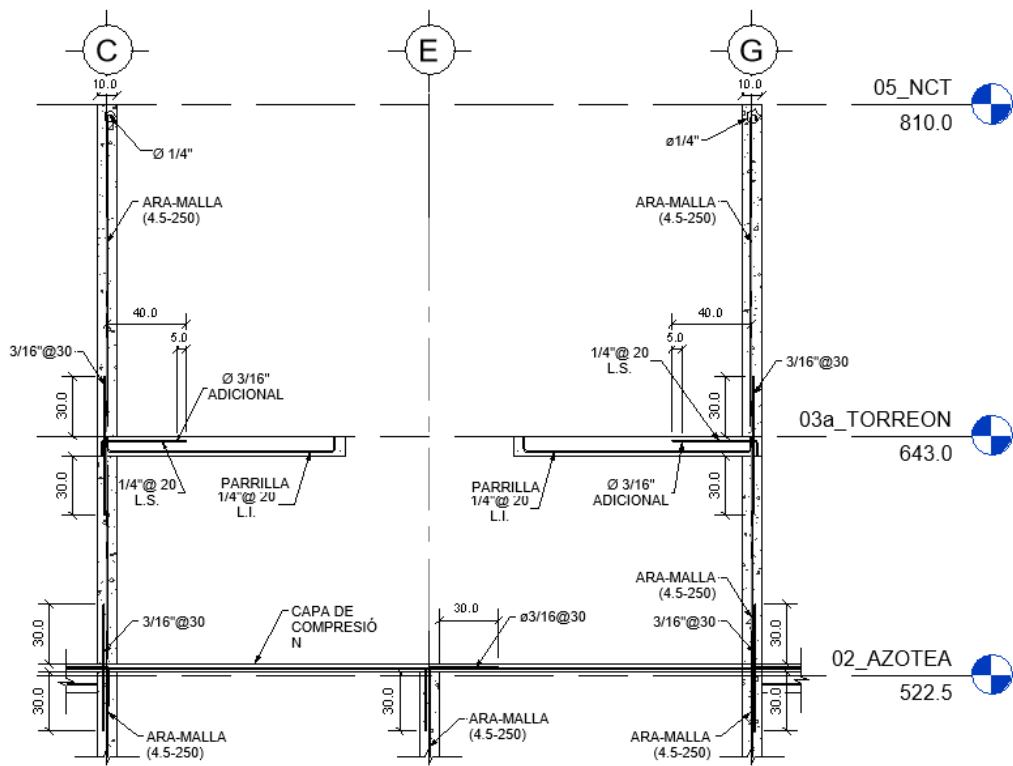 C
E
G
10.0
10.0
05_NCT
810.0
Ø 1/4"
ø1/4"
ARA-MALLA
(4.5-250)
ARA-MALLA
(4.5-250)
40.0
40.0
5.0
5.0
3/16"@30
1/4"@ 20
L.S.
3/16"@30
Ø 3/16"
ADICIONAL
30.0
30.0
03a_TORREON
643.0
30.0
1/4"@ 20
L.S.
PARRILLA
1/4"@ 20
L.I.
PARRILLA
1/4"@ 20
L.I.
Ø 3/16"
ADICIONAL
30.0
ARA-MALLA
(4.5-250)
30.0
3/16"@30
CAPA DE
COMPRESIÓ
N
30.0
ø3/16@30
3/16"@30
30.0
02_AZOTEA
522.5
30.0
30.0
30.0
ARA-MALLA
(4.5-250)
ARA-MALLA
(4.5-250)
ARA-MALLA
(4.5-250)